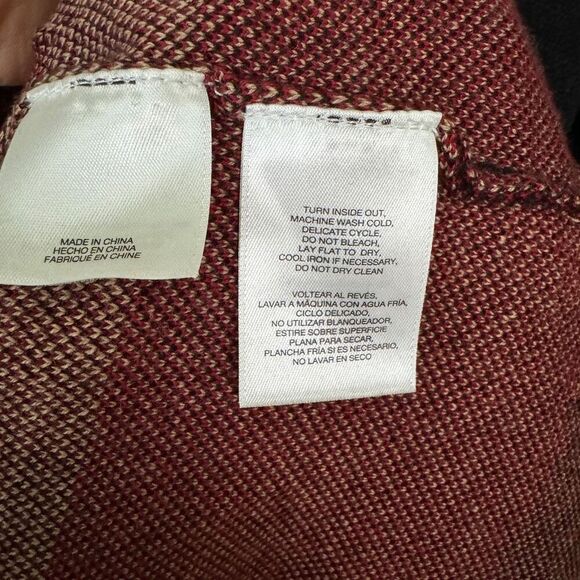 MADE IN CHINA
HECHO EN CHINA
FABRIQUÉ EN CHINE
TURN INSIDE OUT,
MACHINE WASH COLD,
DELICATE CYCLE,
DO NOT BLEACH,
LAY FLAT TO DRY,
COOL IRON IF NECESSARY,
DO NOT DRY CLEAN
VOLTEAR AL REVÉS,
LAVAR A MÁQUINA CON AGUA FRÍA,
CICLO DELICADO,
NO UTILIZAR BLANQUEADOR,
ESTIRE SOBRE SUPERFICIE
PLANA PARA SECAR,
PLANCHA FRÍA SI ES NECESARIO,
NO LAVAR EN SECO